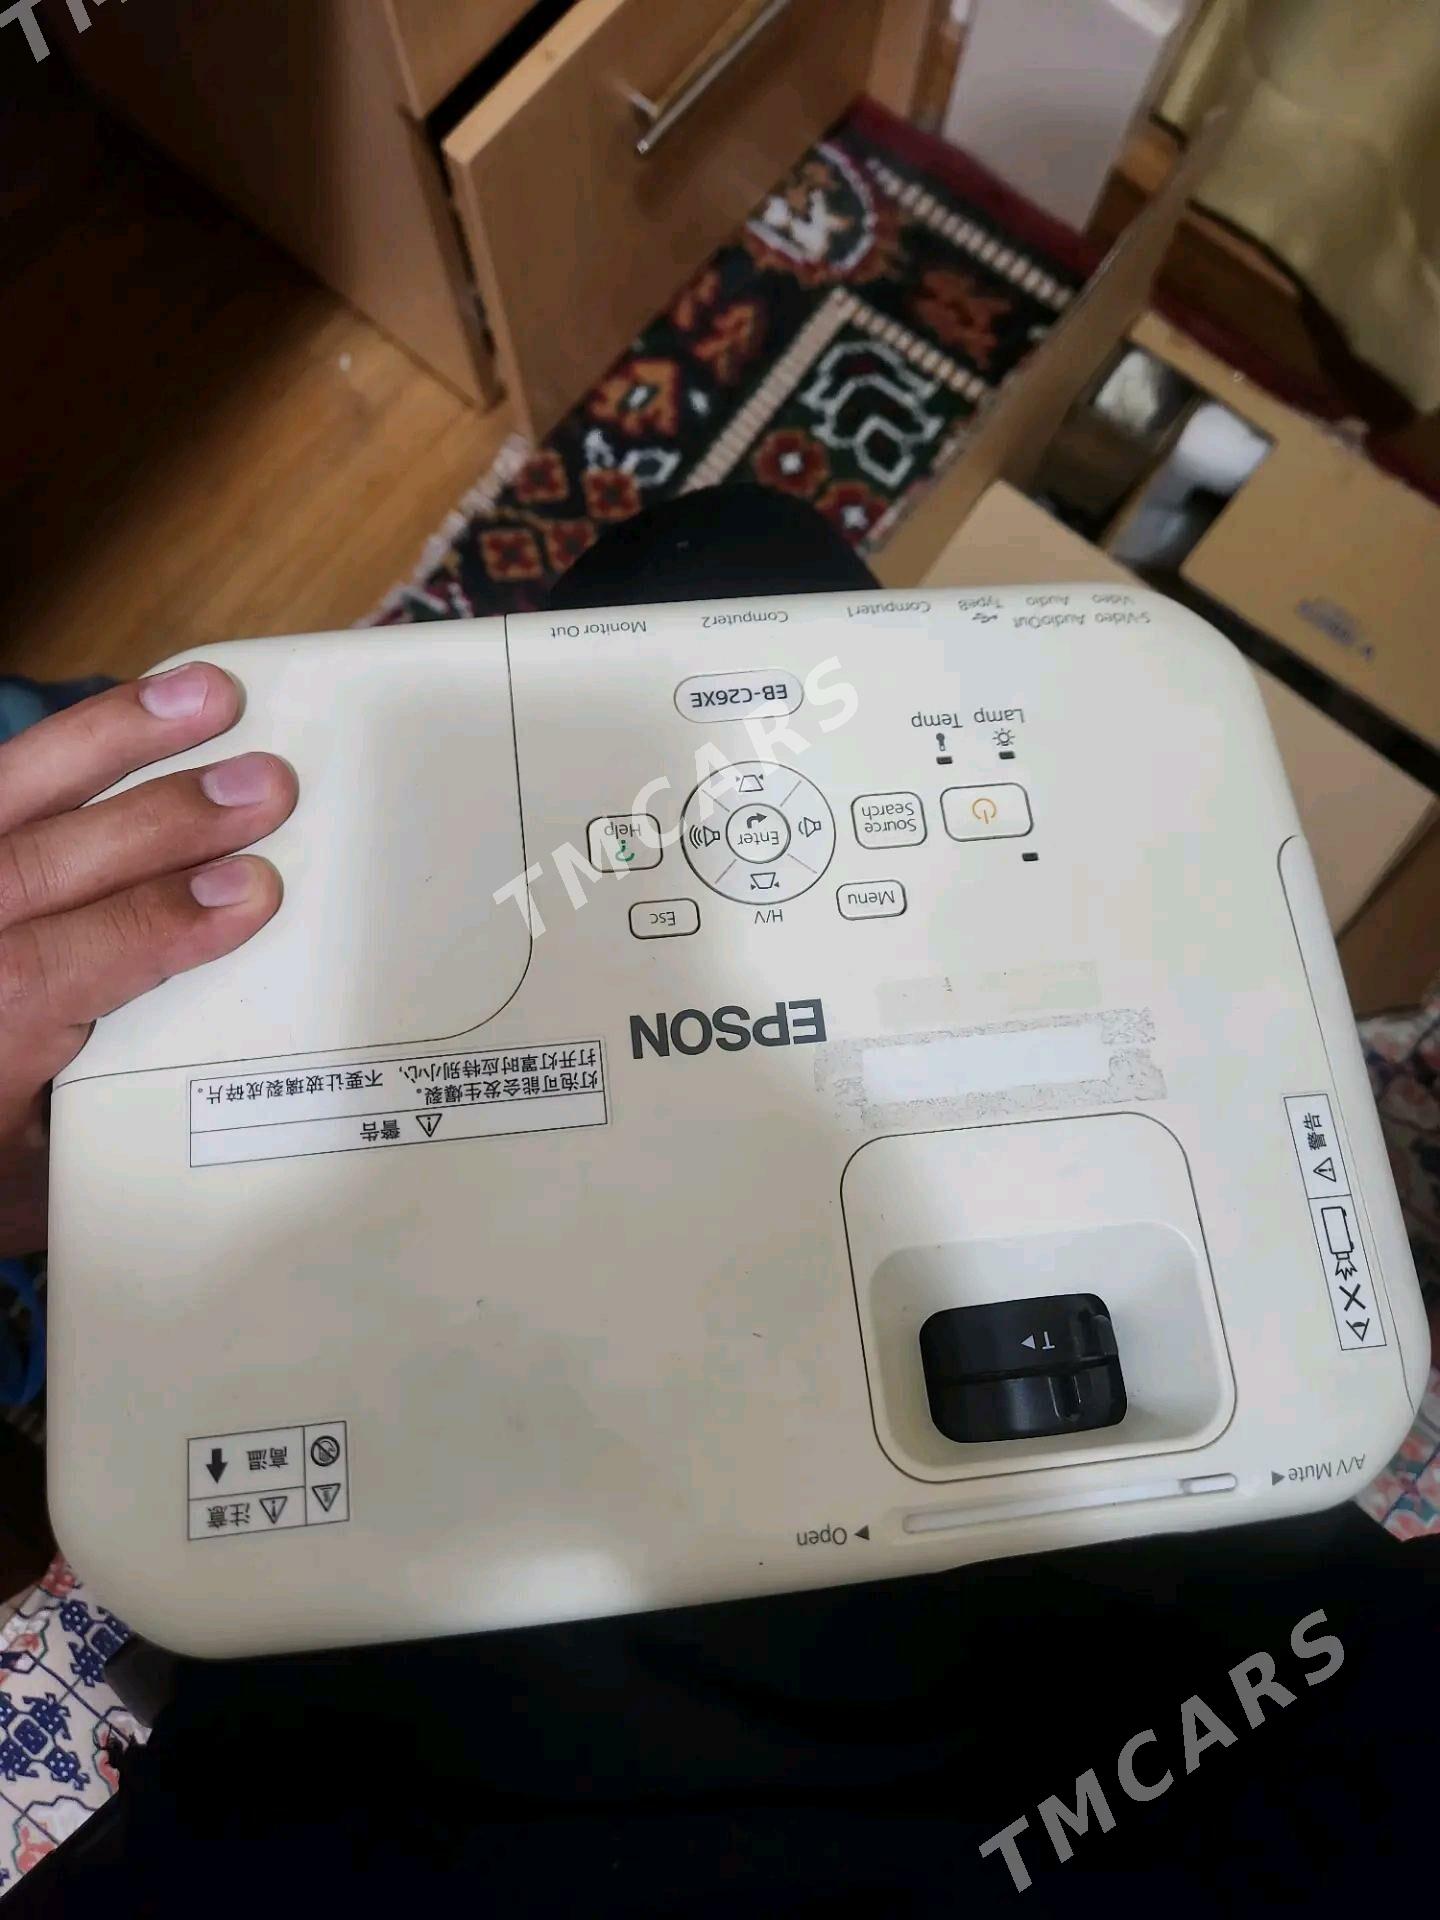 TMCARS
S-Video AudioOut
Video Audio
TypeB
Computer1
Computer2
Monitor Out
EB-C26XE
Lamp Temp
Source
Search
Enter
? Help
Menu
H/V
Esc
EPSON
警告
灯泡可能会发生爆裂。
打开灯罩时应特别小心, 不要让玻璃裂成碎片。
警告
T
注意
高温
A/V Mute
Open
TMCARS